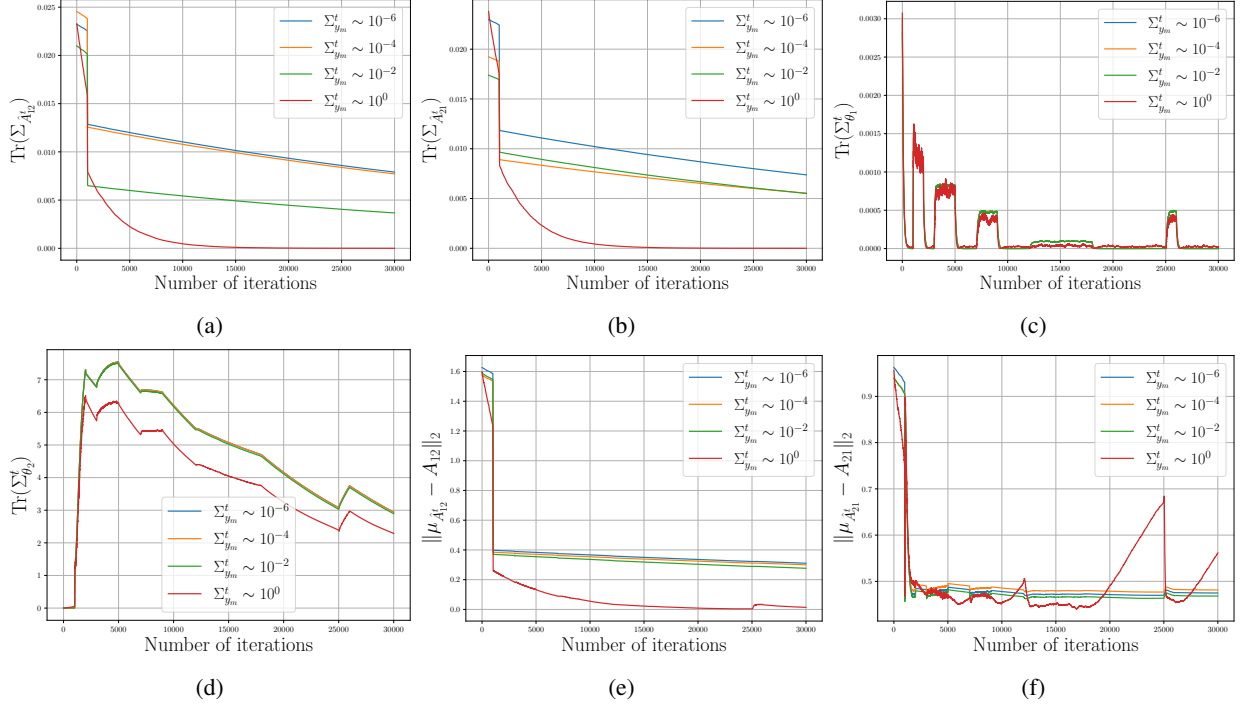 0.025
0.020
0.015
0.010
0.005
0.000
Tr(Σ_{Â^t_{12}})
Σ^t_{y_m} ∼ 10^{-6}
Σ^t_{y_m} ∼ 10^{-4}
Σ^t_{y_m} ∼ 10^{-2}
Σ^t_{y_m} ∼ 10^0
0 5000 10000 15000 20000 25000 30000
Number of iterations
(a)
0.020
0.015
0.010
0.005
0.000
Tr(Σ_{Â^t_{21}})
Σ^t_{y_m} ∼ 10^{-6}
Σ^t_{y_m} ∼ 10^{-4}
Σ^t_{y_m} ∼ 10^{-2}
Σ^t_{y_m} ∼ 10^0
0 5000 10000 15000 20000 25000 30000
Number of iterations
(b)
0.0030
0.0025
0.0020
0.0015
0.0010
0.0005
0.0000
Tr(Σ^t_{θ_1})
Σ^t_{y_m} ∼ 10^{-6}
Σ^t_{y_m} ∼ 10^{-4}
Σ^t_{y_m} ∼ 10^{-2}
Σ^t_{y_m} ∼ 10^0
0 5000 10000 15000 20000 25000 30000
Number of iterations
(c)
7
6
5
4
3
2
1
0
Tr(Σ^t_{θ_2})
Σ^t_{y_m} ∼ 10^{-6}
Σ^t_{y_m} ∼ 10^{-4}
Σ^t_{y_m} ∼ 10^{-2}
Σ^t_{y_m} ∼ 10^0
0 5000 10000 15000 20000 25000 30000
Number of iterations
(d)
1.6
1.4
1.2
1.0
0.8
0.6
0.4
0.2
0.0
||μ_{Â^t_{12}} − A_{12}||_2
Σ^t_{y_m} ∼ 10^{-6}
Σ^t_{y_m} ∼ 10^{-4}
Σ^t_{y_m} ∼ 10^{-2}
Σ^t_{y_m} ∼ 10^0
0 5000 10000 15000 20000 25000 30000
Number of iterations
(e)
0.9
0.8
0.7
0.6
0.5
||μ_{Â^t_{21}} − A_{21}||_2
Σ^t_{y_m} ∼ 10^{-6}
Σ^t_{y_m} ∼ 10^{-4}
Σ^t_{y_m} ∼ 10^{-2}
Σ^t_{y_m} ∼ 10^0
0 5000 10000 15000 20000 25000 30000
Number of iterations
(f)